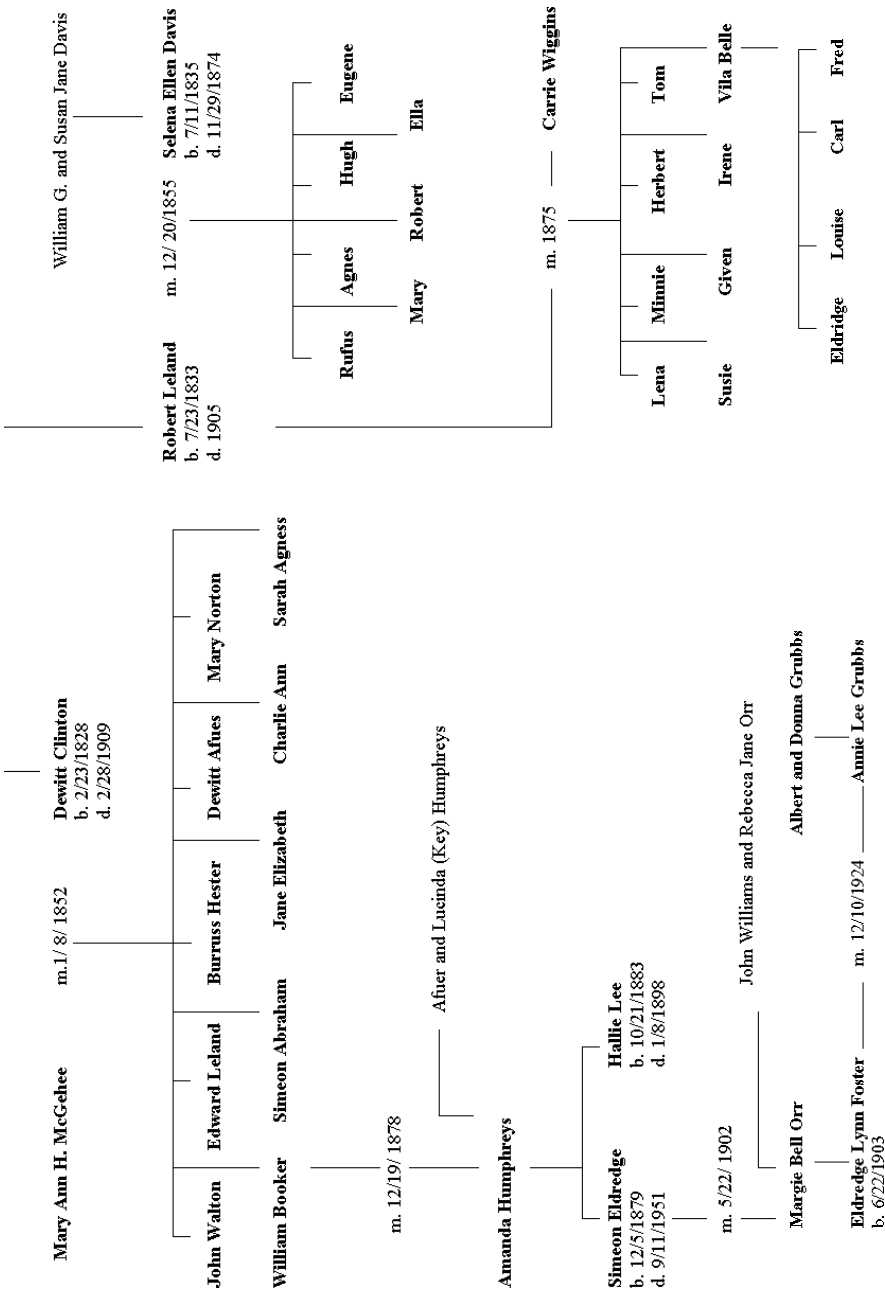 Mary Ann H. McGehee
m.1/ 8/ 1852
Dewitt Clinton
b. 2/23/1828
d. 2/28/1909
John Walton
Edward Leland
Burruss Hester
Dewitt Afues
Mary Norton
William Booker
Simeon Abraham
Jane Elizabeth
Charlie Ann
Sarah Agness
m. 12/19/ 1878
Afuer and Lucinda (Key) Humphreys
Amanda Humphreys
Simeon Eldredge
b. 12/5/1879
d. 9/11/1951
Hallie Lee
b. 10/21/1883
d. 1/8/1898
m. 5/22/ 1902
John Williams and Rebecca Jane Orr
Margie Bell Orr
Albert and Donna Grubbs
Eldredge Lynn Foster
b. 6/22/1903
m. 12/10/1924
Annie Lee Grubbs
William G. and Susan Jane Davis
Robert Leland
b. 7/23/1833
d. 1905
m. 12/ 20/1855
Selena Ellen Davis
b. 7/11/1835
d. 11/29/1874
Rufus
Agnes
Hugh
Eugene
Mary
Robert
Ella
m. 1875
Carrie Wiggins
Lena
Minnie
Herbert
Tom
Susie
Given
Irene
Vila Belle
Eldridge
Louise
Carl
Fred